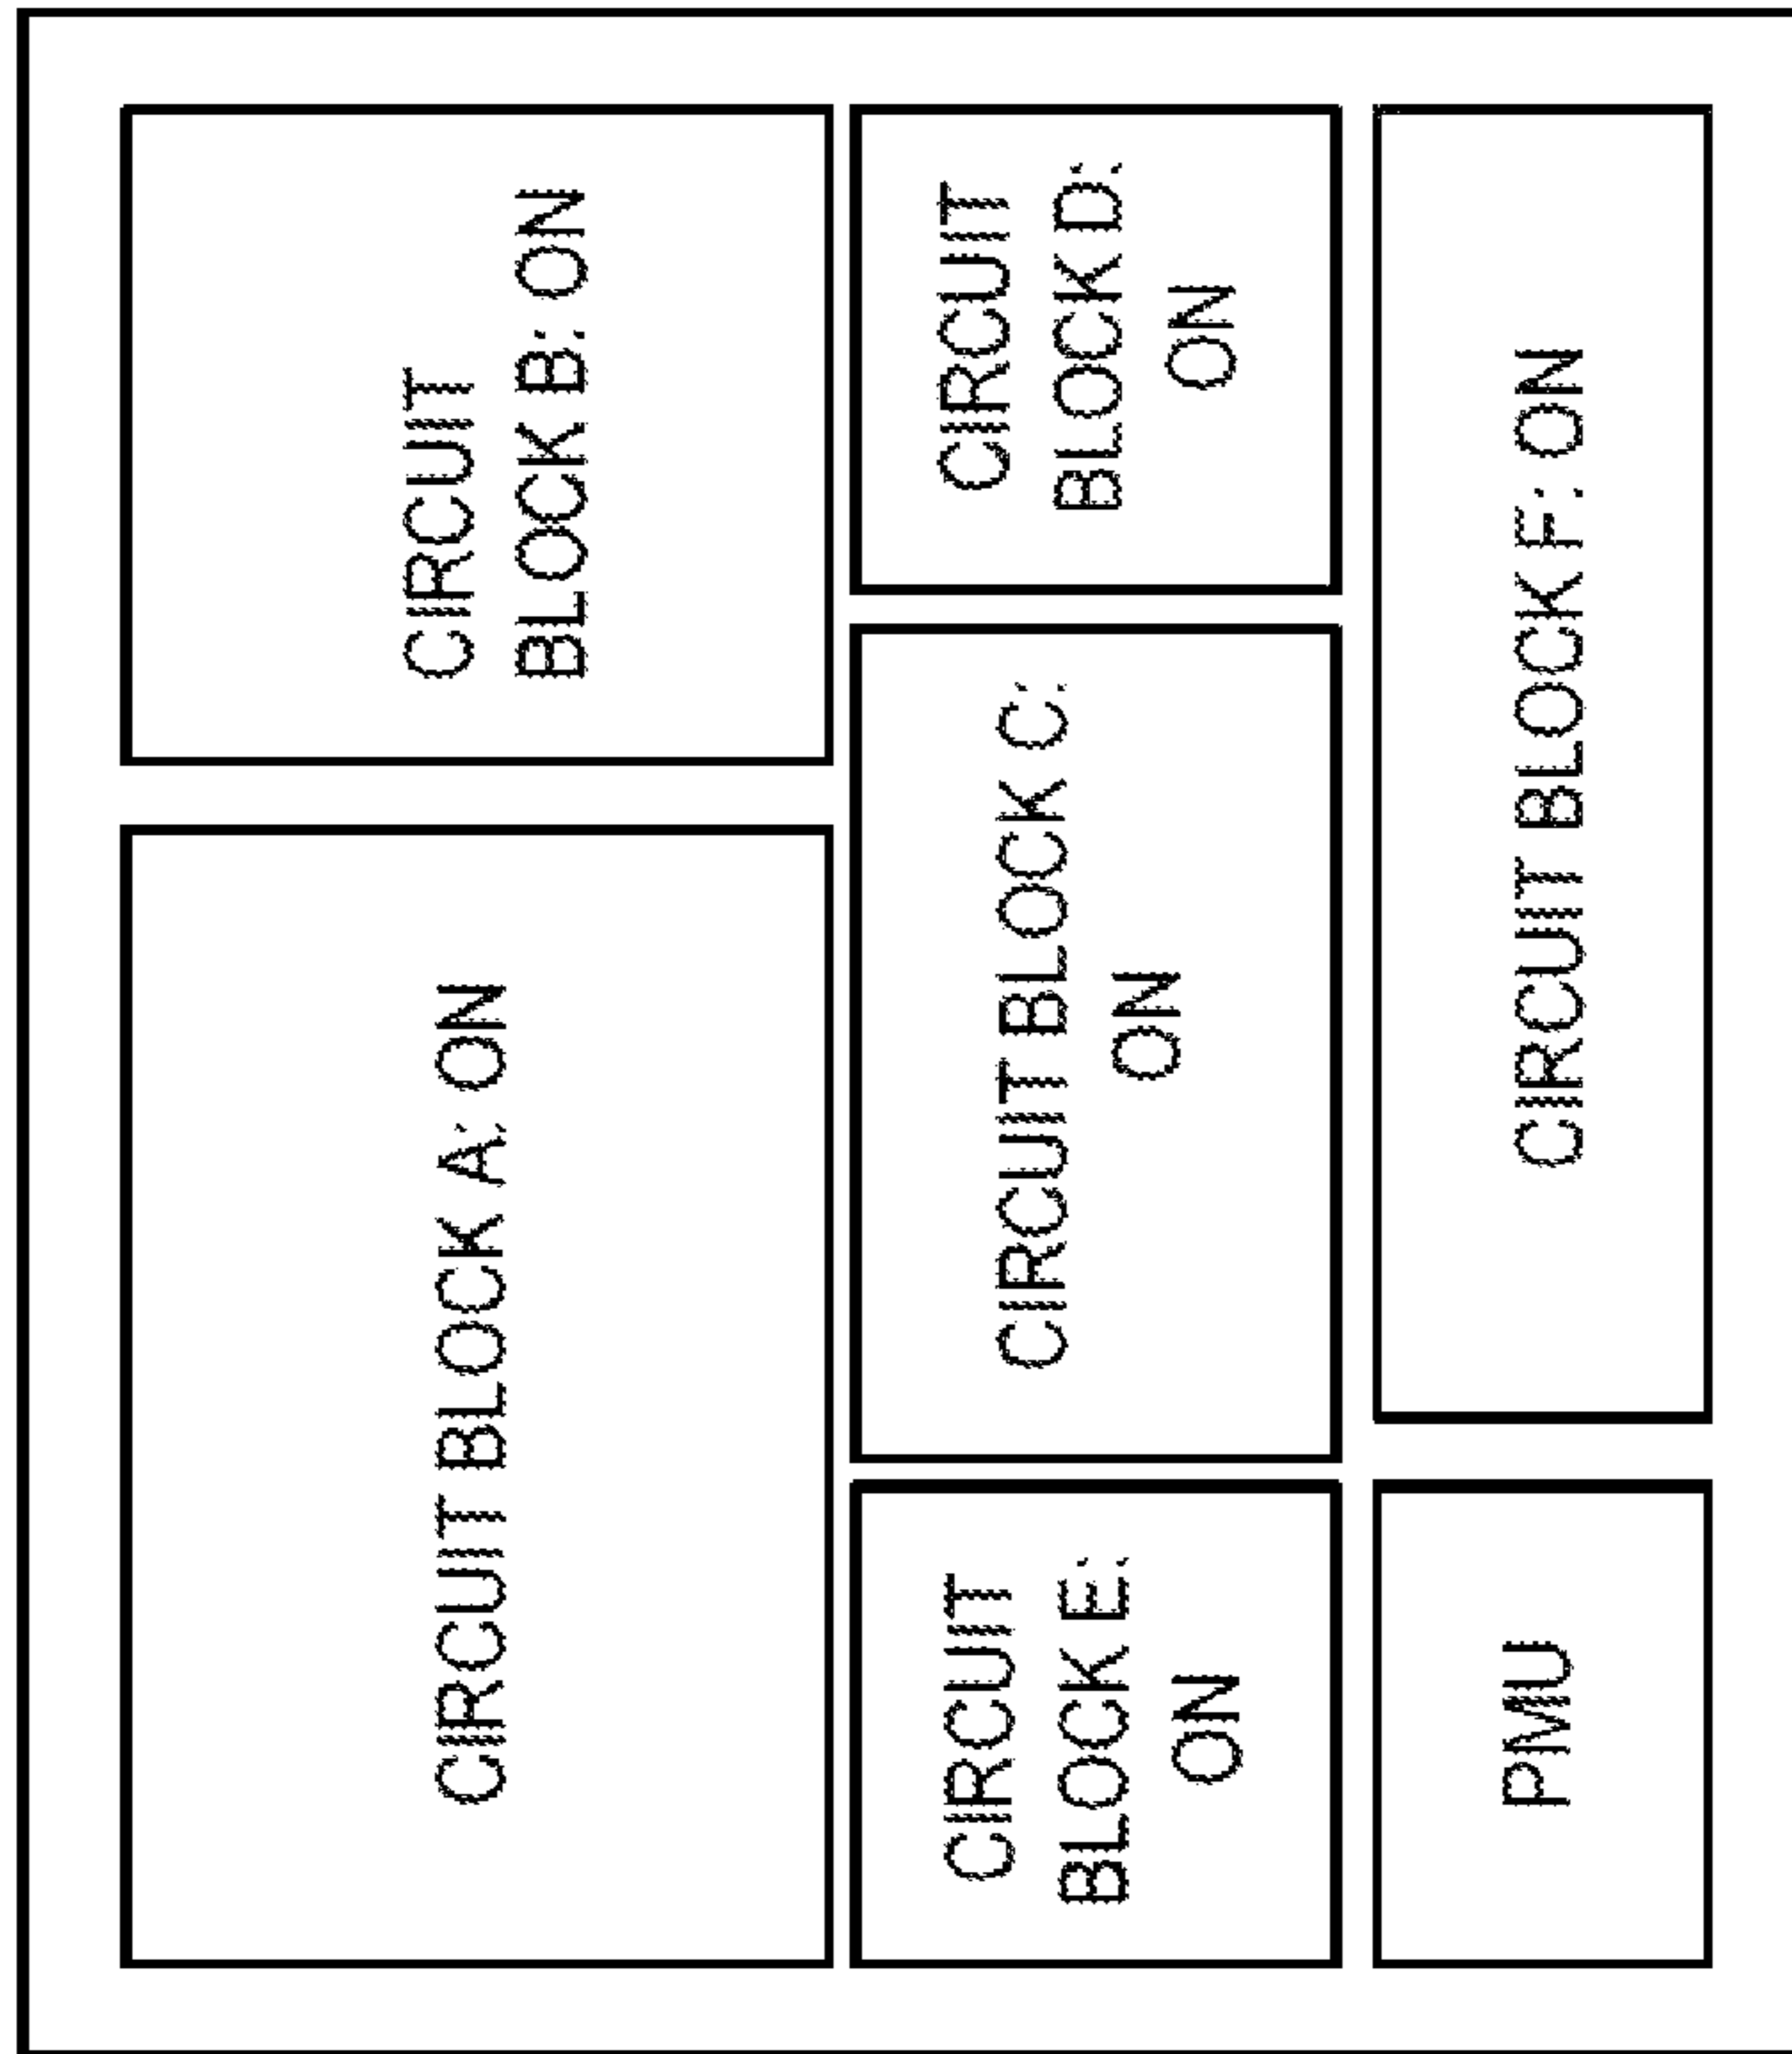 CIRCUIT BLOCK A: ON
CIRCUIT
BLOCK B: ON
CIRCUIT
BLOCK E:
ON
CIRCUIT BLOCK C:
ON
CIRCUIT
BLOCK D:
ON
PMU
CIRCUIT BLOCK F: ON